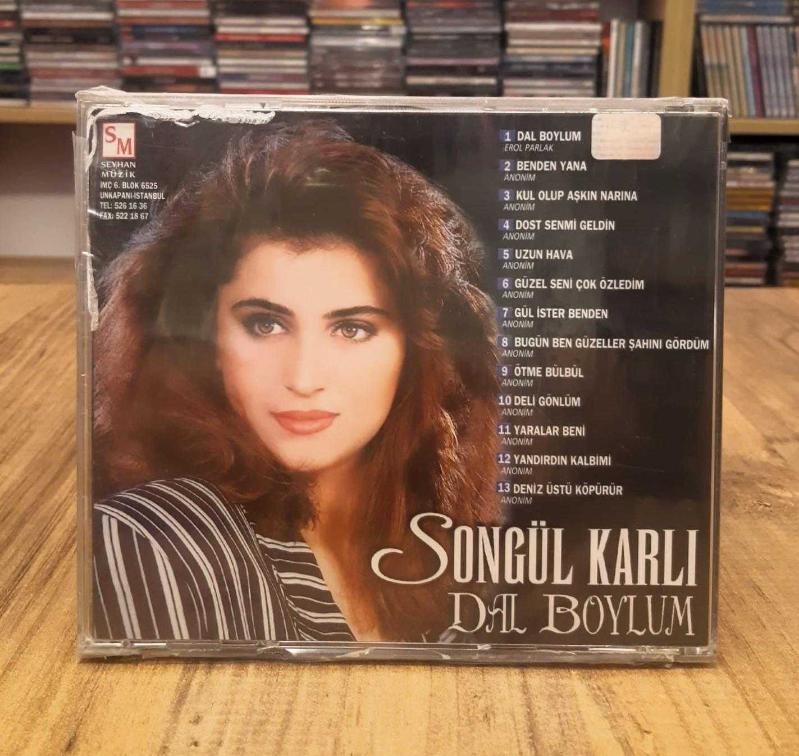 SM
SEYHAN
MÜZİK
İMÇ 6. BLOK 6525
UNKAPANI-İSTANBUL
TEL: 526 16 36
FAX: 522 18 67
1 DAL BOYLUM
EROL PARLAK
2 BENDEN YANA
ANONİM
3 KUL OLUP AŞKIN NARINA
ANONİM
4 DOST SENMİ GELDİN
ANONİM
5 UZUN HAVA
ANONİM
6 GÜZEL SENİ ÇOK ÖZLEDİM
ANONİM
7 GÜL İSTER BENDEN
ANONİM
8 BUGÜN BEN GÜZELLER ŞAHINI GÖRDÜM
ANONİM
9 ÖTME BÜLBÜL
ANONİM
10 DELİ GÖNLÜM
ANONİM
11 YARALAR BENİ
ANONİM
12 YANDIRDIN KALBİMİ
ANONİM
13 DENİZ ÜSTÜ KÖPÜRÜR
ANONİM
SONGÜL KARLI
DAL BOYLUM